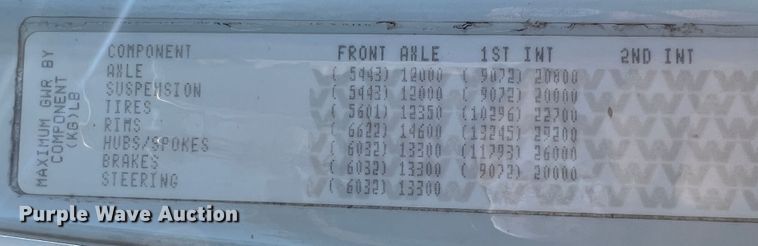 MAXIMUM GWR BY
COMPONENT
(KG)LB
COMPONENT FRONT AXLE 1ST INT 2ND INT
AXLE ( 5443) 12000 ( 9072) 20000
SUSPENSION ( 5443) 12000 ( 9072) 20000
TIRES ( 5601) 12350 (10296) 22700
RIMS ( 6622) 14600 (13245) 29200
HUBS/SPOKES ( 6032) 13300 (11793) 26000
BRAKES ( 6032) 13300 ( 9072) 20000
STEERING ( 6032) 13300
Purple Wave Auction